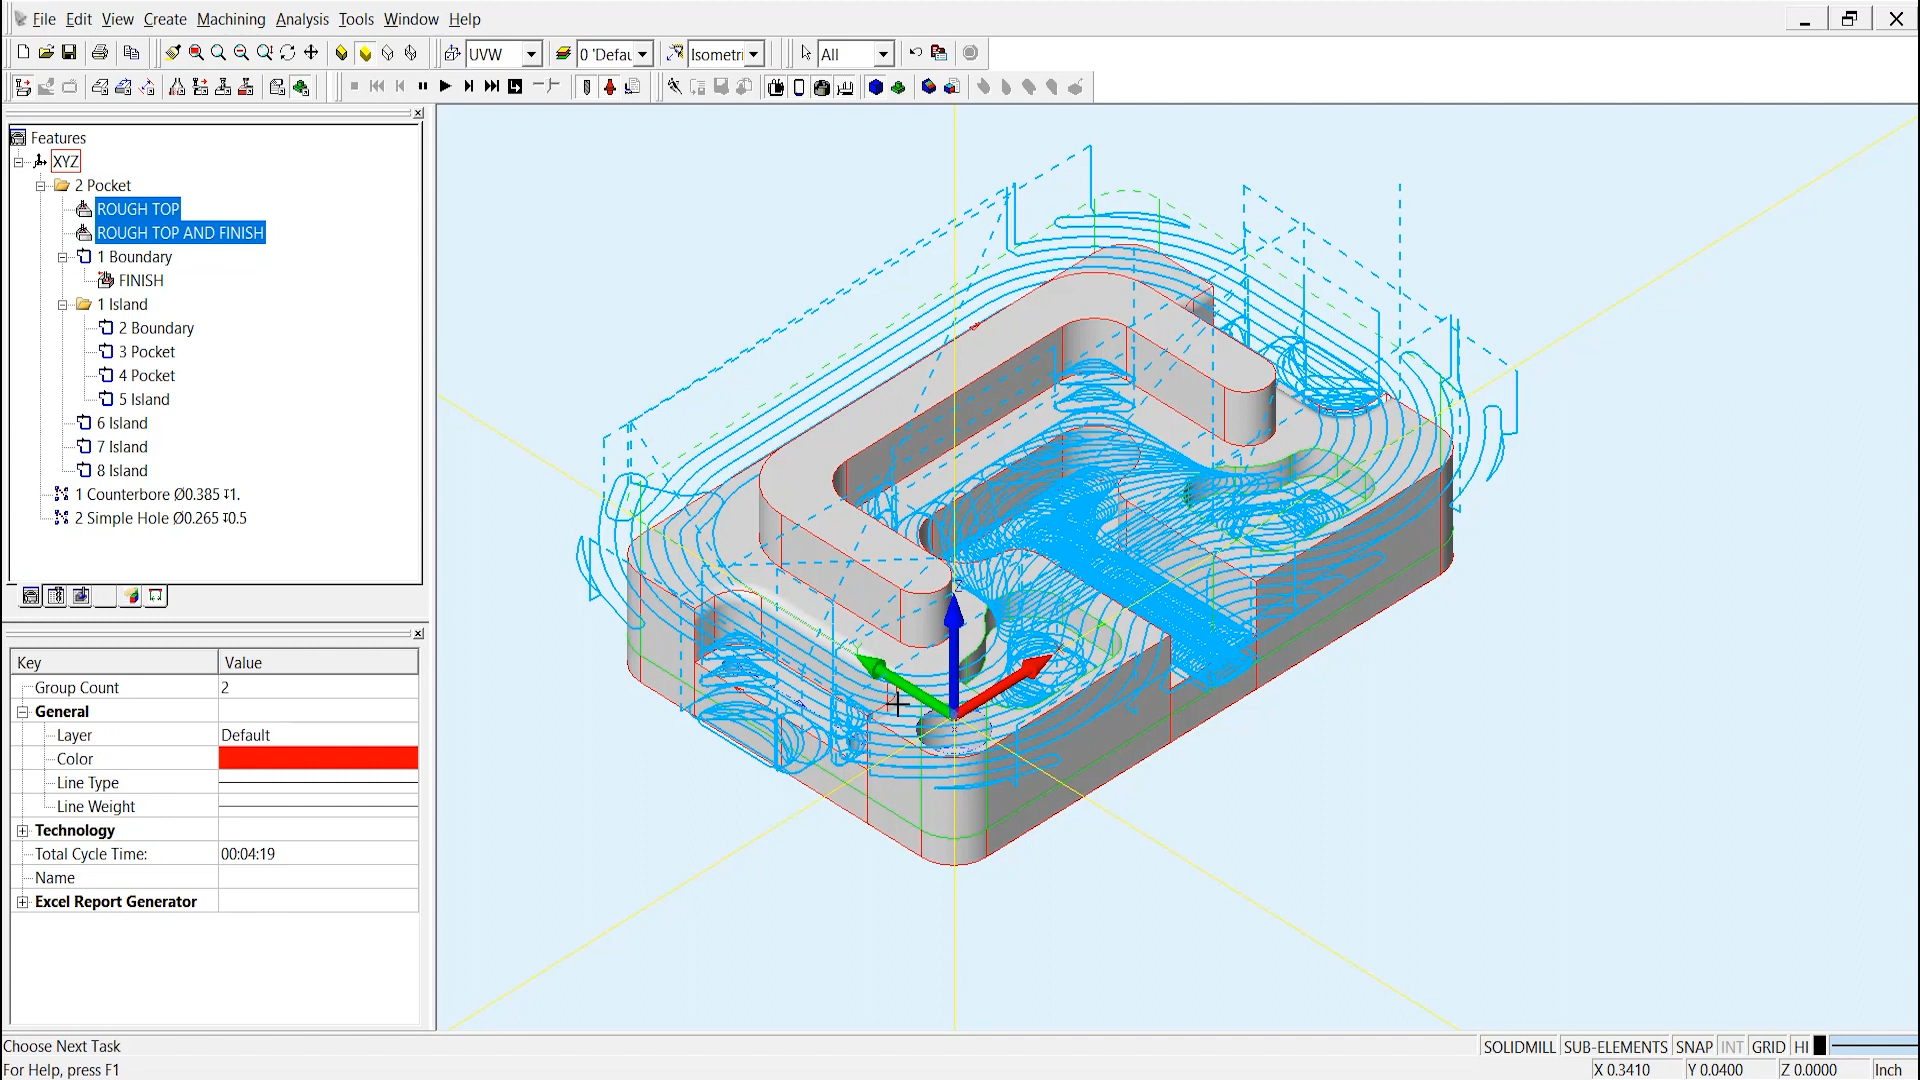 File Edit View Create Machining Analysis Tools Window Help
UVW 0 'Defau Isometri All
Features
XYZ
2 Pocket
ROUGH TOP
ROUGH TOP AND FINISH
1 Boundary
FINISH
1 Island
2 Boundary
3 Pocket
4 Pocket
5 Island
6 Island
7 Island
8 Island
1 Counterbore Ø0.385 ↧1.
2 Simple Hole Ø0.265 ↧0.5
Key Value
Group Count 2
General
Layer Default
Color
Line Type
Line Weight
Technology
Total Cycle Time: 00:04:19
Name
Excel Report Generator
Z
Choose Next Task SOLIDMILL SUB-ELEMENTS SNAP INT GRID HI
For Help, press F1 X 0.3410 Y 0.0400 Z 0.0000 Inch